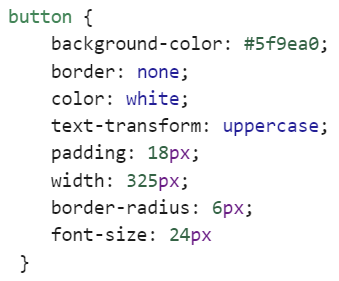 button {
    background-color: #5f9ea0;
    border: none;
    color: white;
    text-transform: uppercase;
    padding: 18px;
    width: 325px;
    border-radius: 6px;
    font-size: 24px
 }